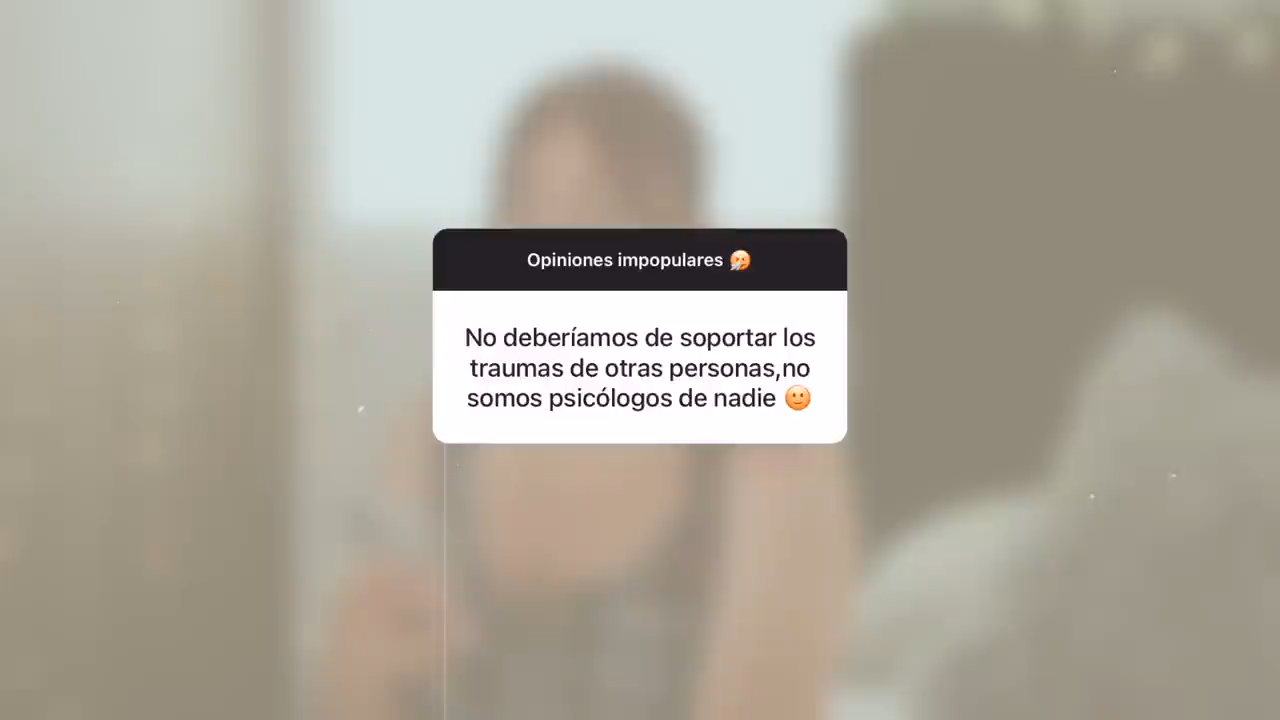 Opiniones impopulares 🤧
No deberíamos de soportar los
traumas de otras personas,no
somos psicólogos de nadie 🙂